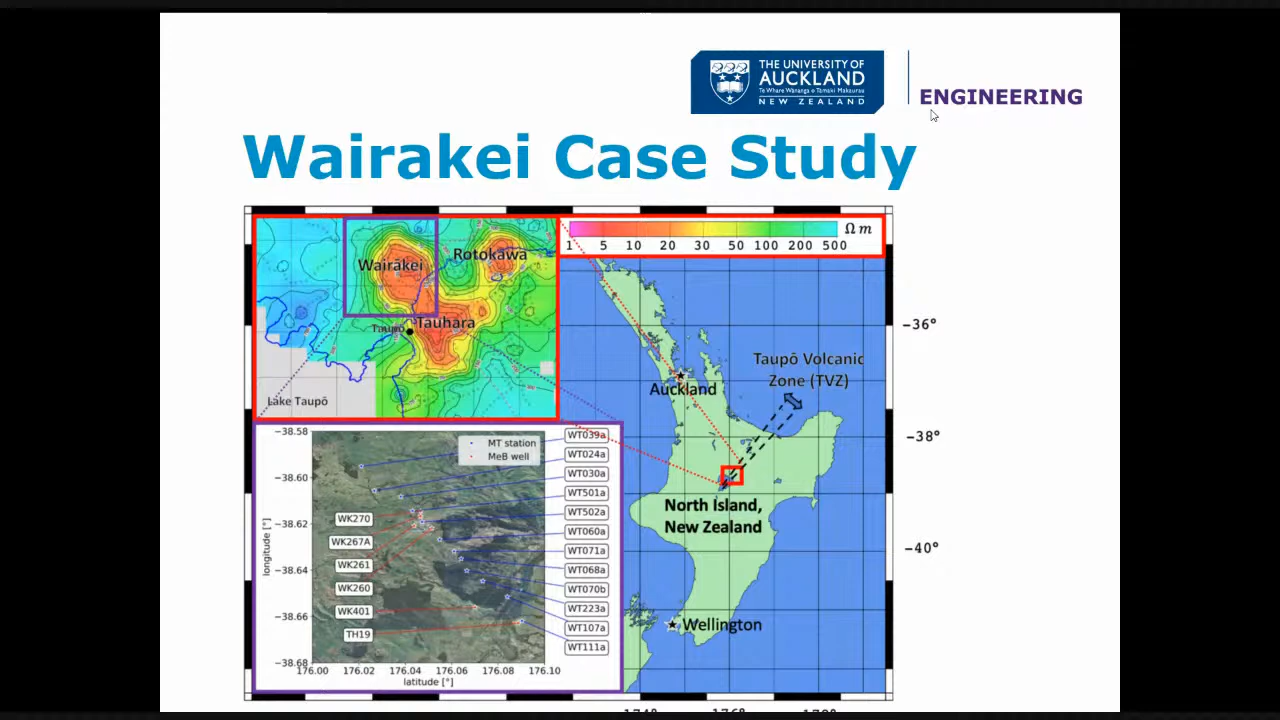 THE UNIVERSITY OF
AUCKLAND
Te Whare Wānanga o Tāmaki Makaurau
NEW ZEALAND
ENGINEERING
Wairakei Case Study
Wairākei
Rotokawa
Tauhara
Taupō
Lake Taupō
Ω m
1 5 10 20 30 50 100 200 500
−36°
−38°
−40°
Taupō Volcanic
Zone (TVZ)
Auckland
North Island,
New Zealand
Wellington
MT station
MeB well
−38.58
−38.60
−38.62
−38.64
−38.66
−38.68
longitude [°]
WK270
WK267A
WK261
WK260
WK401
TH19
WT039a
WT024a
WT030a
WT501a
WT502a
WT060a
WT071a
WT068a
WT070b
WT223a
WT107a
WT111a
176.00 176.02 176.04 176.06 176.08 176.10
latitude [°]